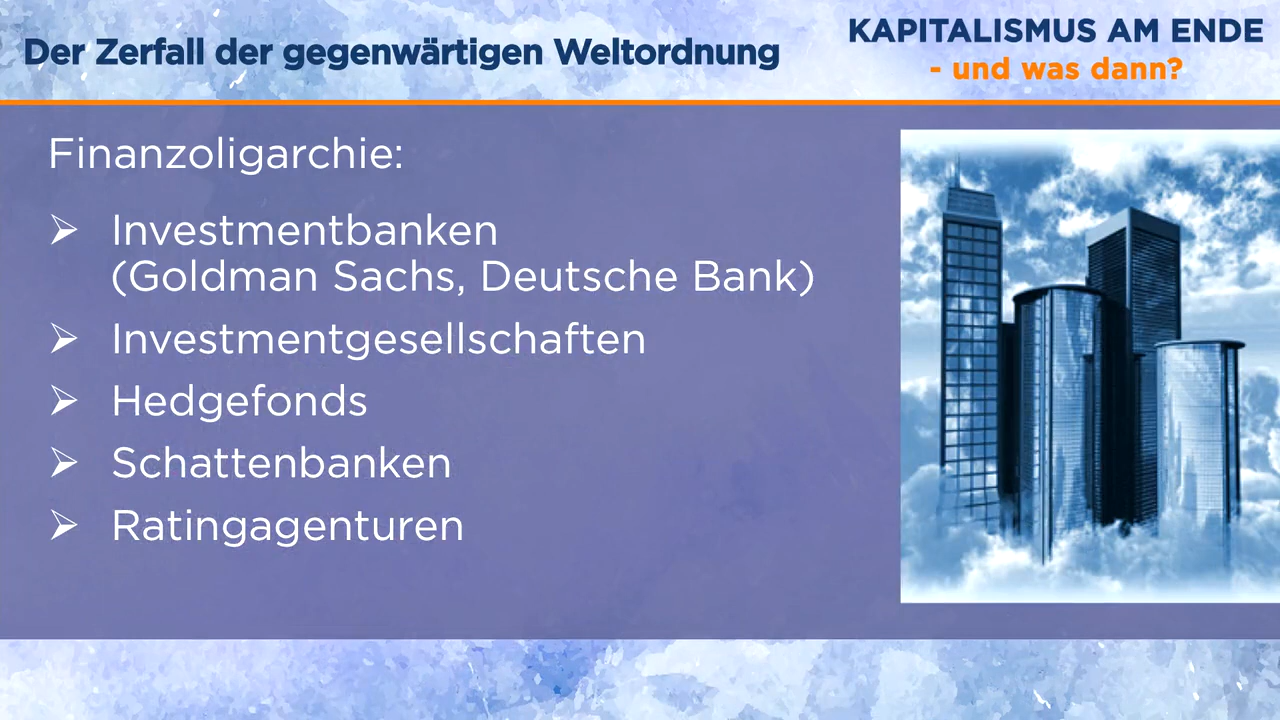 Der Zerfall der gegenwärtigen Weltordnung
KAPITALISMUS AM ENDE
- und was dann?
Finanzoligarchie:
➢ Investmentbanken
(Goldman Sachs, Deutsche Bank)
➢ Investmentgesellschaften
➢ Hedgefonds
➢ Schattenbanken
➢ Ratingagenturen